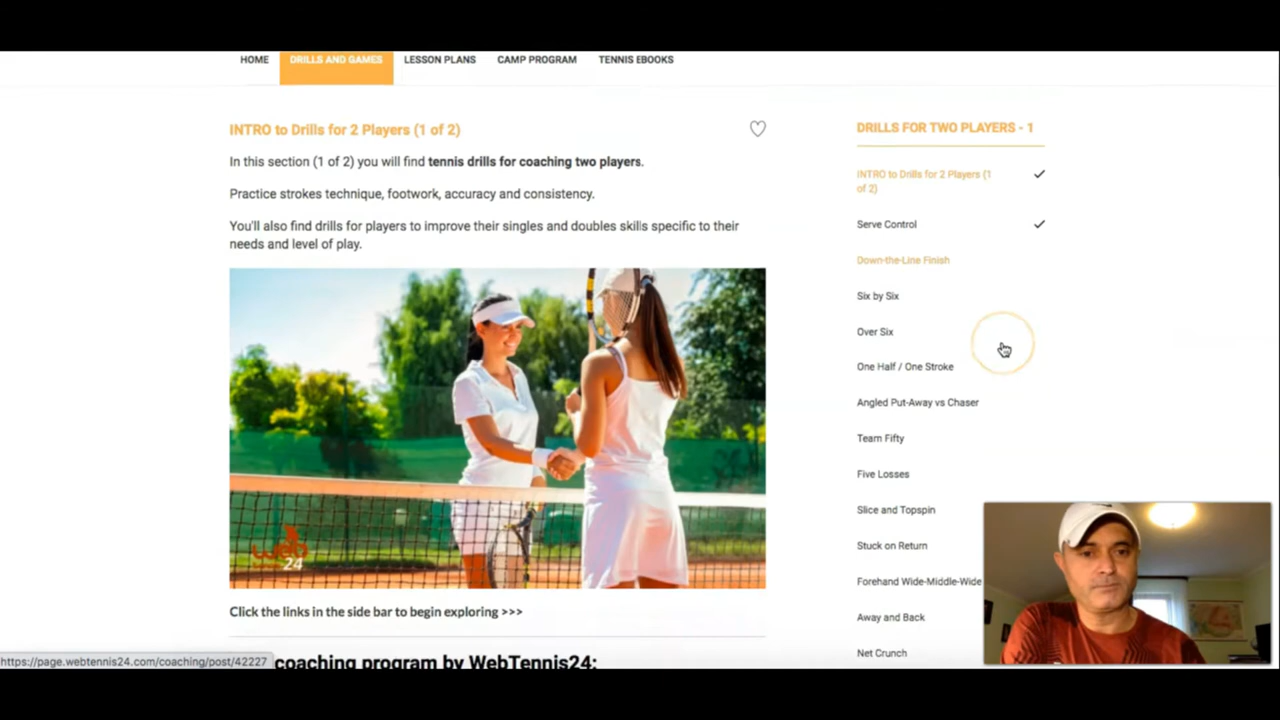 HOME DRILLS AND GAMES LESSON PLANS CAMP PROGRAM TENNIS EBOOKS
INTRO to Drills for 2 Players (1 of 2)
In this section (1 of 2) you will find tennis drills for coaching two players.
Practice strokes technique, footwork, accuracy and consistency.
You'll also find drills for players to improve their singles and doubles skills specific to their
needs and level of play.
web
24
Click the links in the side bar to begin exploring >>>
coaching program by WebTennis24:
https://page.webtennis24.com/coaching/post/42227
DRILLS FOR TWO PLAYERS - 1
INTRO to Drills for 2 Players (1
of 2)
Serve Control
Down-the-Line Finish
Six by Six
Over Six
One Half / One Stroke
Angled Put-Away vs Chaser
Team Fifty
Five Losses
Slice and Topspin
Stuck on Return
Forehand Wide-Middle-Wide
Away and Back
Net Crunch